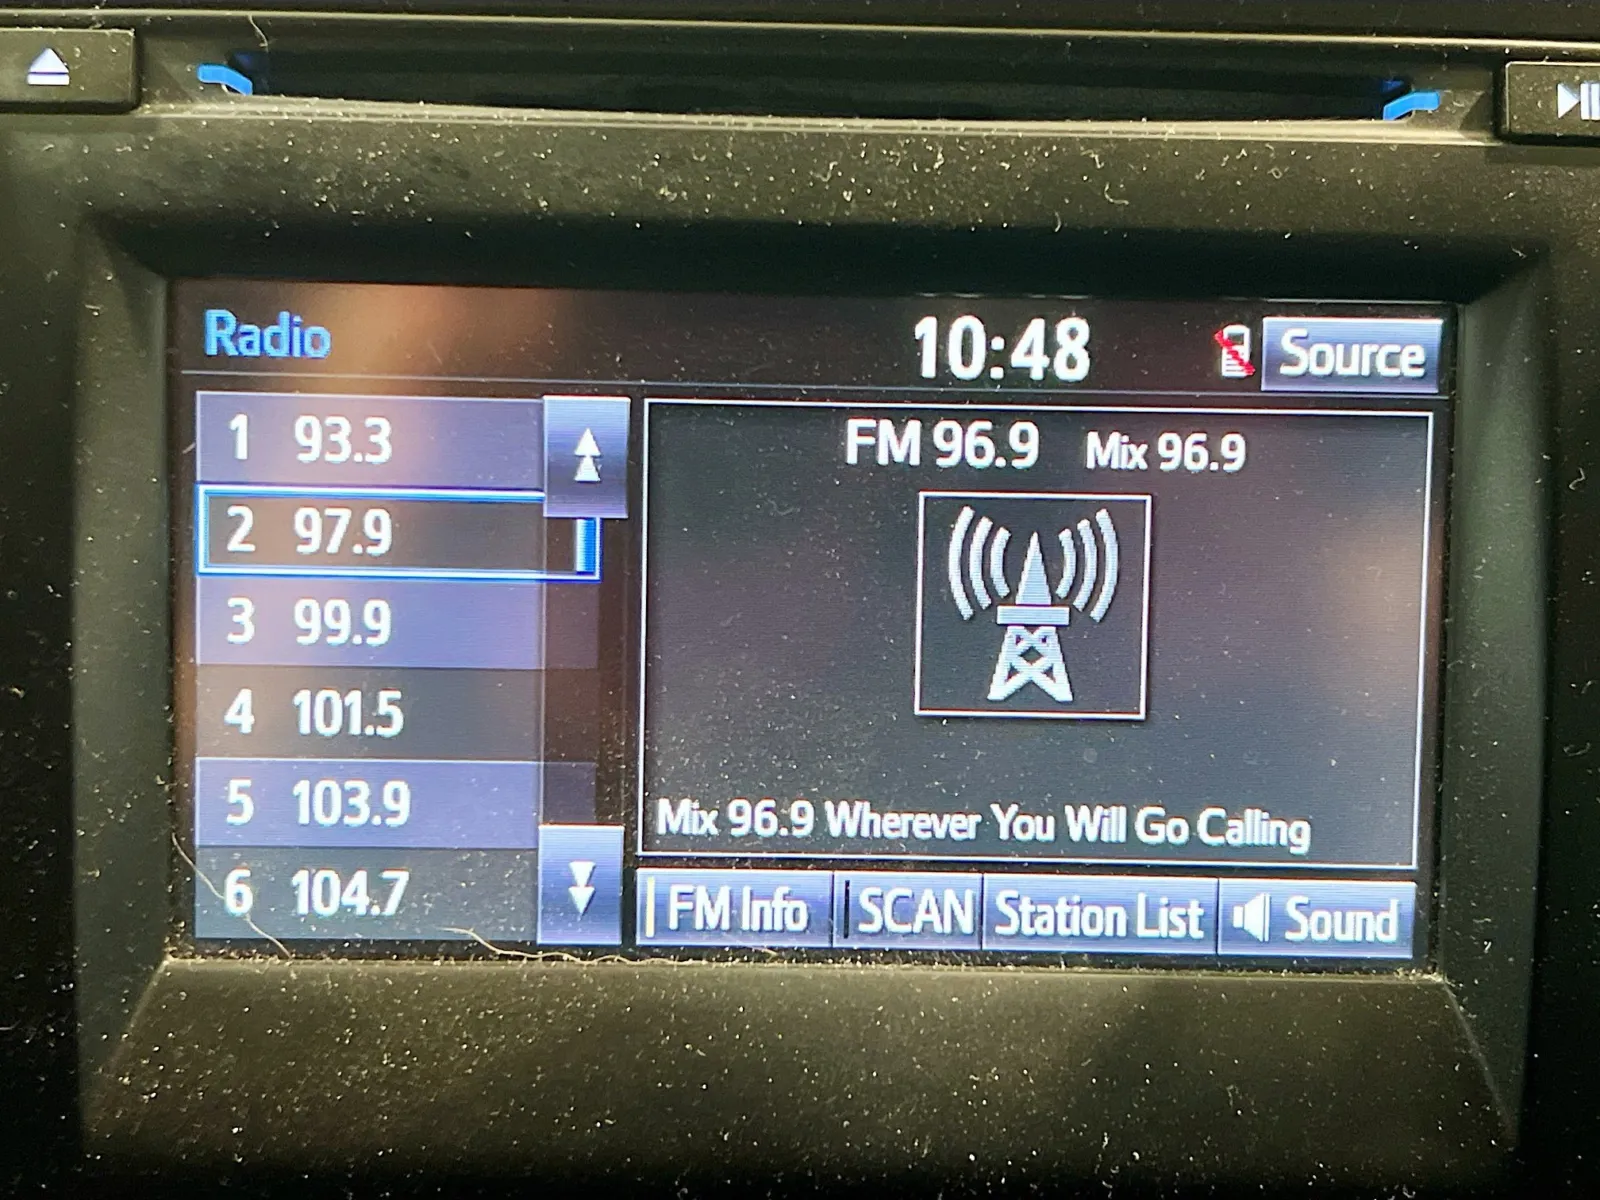 Radio
10:48
Source
1 93.3
2 97.9
3 99.9
4 101.5
5 103.9
6 104.7
FM 96.9 Mix 96.9
Mix 96.9 Wherever You Will Go Calling
FM Info
SCAN
Station List
Sound